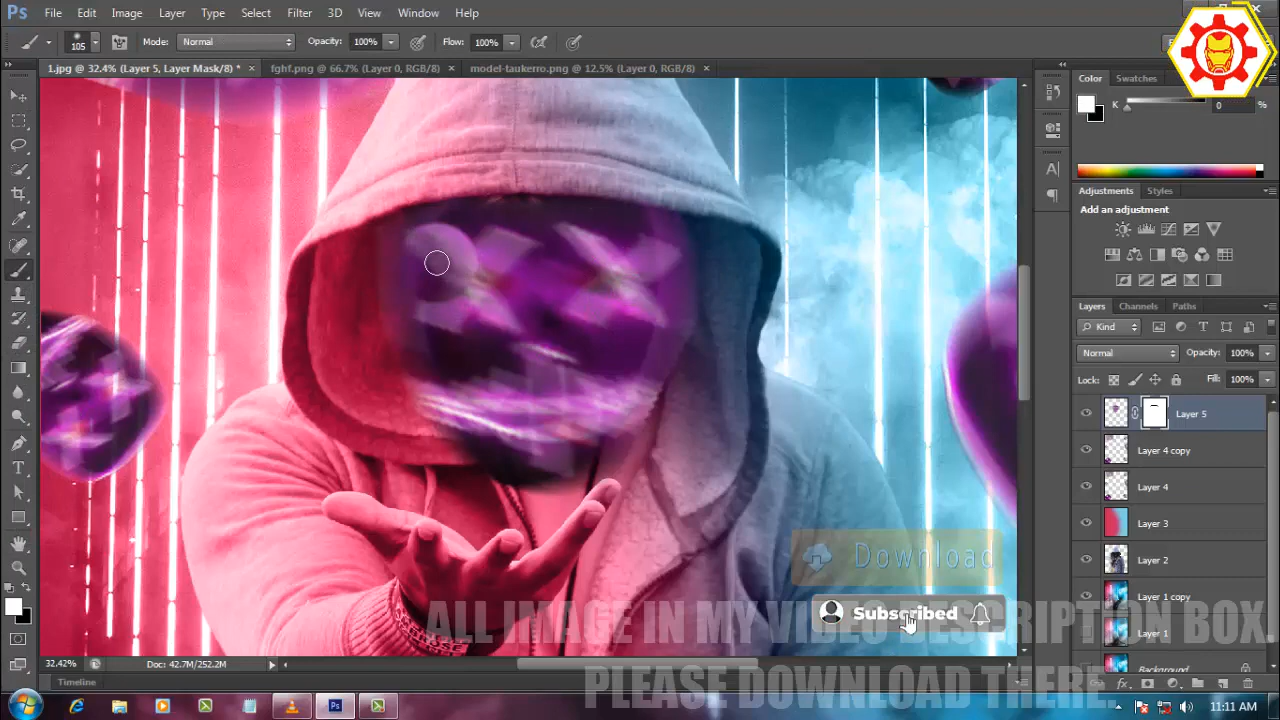 Ps File Edit Image Layer Type Select Filter 3D View Window Help
105 Mode: Normal Opacity: 100% Flow: 100%
1.jpg @ 32.4% (Layer 5, Layer Mask/8) * × fghf.png @ 66.7% (Layer 0, RGB/8) × model-taukerro.png @ 12.5% (Layer 0, RGB/8) ×
Color Swatches
K 0 %
Adjustments Styles
Add an adjustment
Layers Channels Paths
Kind
Normal Opacity: 100%
Lock: Fill: 100%
Layer 5
Layer 4 copy
Layer 4
Layer 3
Layer 2
Layer 1 copy
Layer 1
Background
Download
Subscribed
ALL IMAGE IN MY VIDEO DESCRIPTION BOX.
PLEASE DOWNLOAD THERE.
32.42% Doc: 42.7M/252.2M
Timeline
Ps
11:11 AM